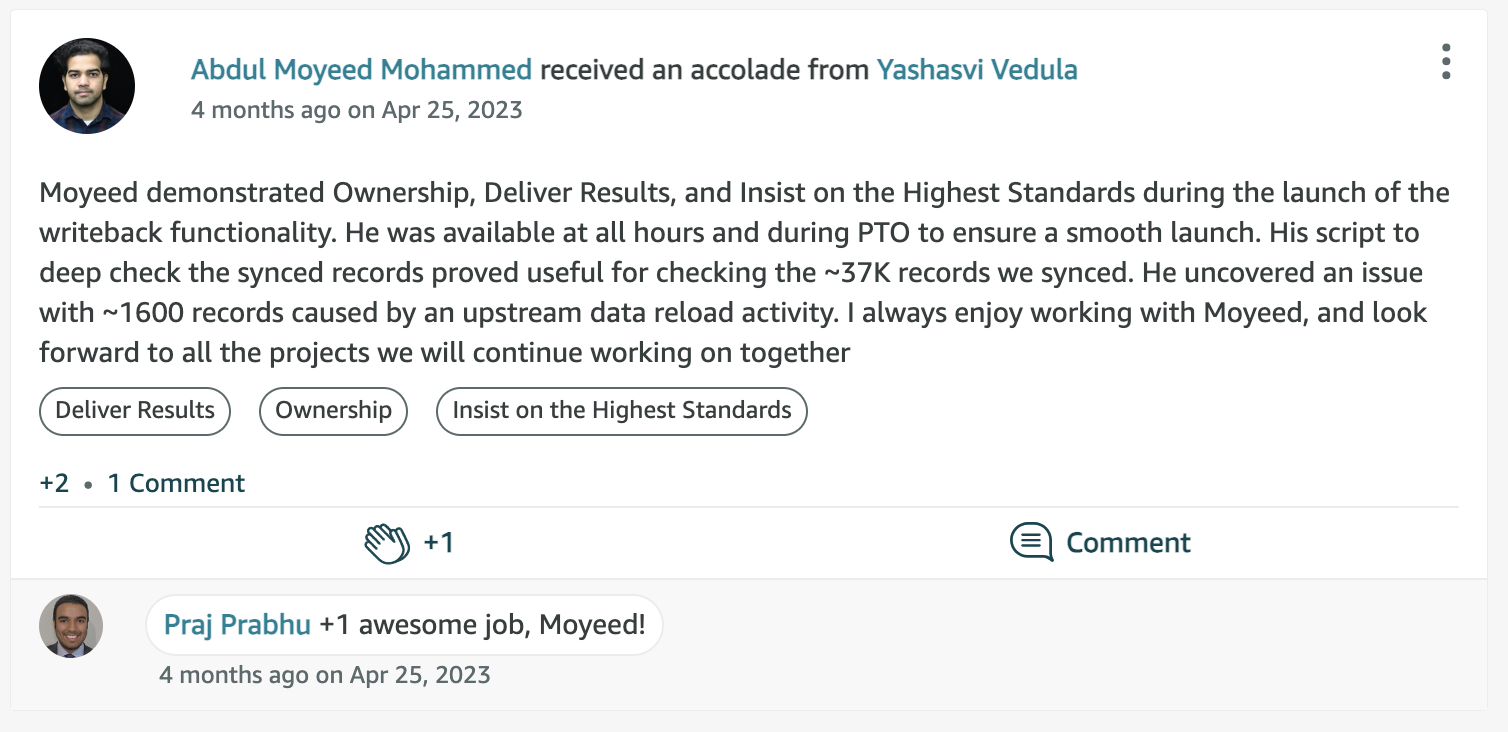 Abdul Moyeed Mohammed received an accolade from Yashasvi Vedula
4 months ago on Apr 25, 2023
Moyeed demonstrated Ownership, Deliver Results, and Insist on the Highest Standards during the launch of the
writeback functionality. He was available at all hours and during PTO to ensure a smooth launch. His script to
deep check the synced records proved useful for checking the ~37K records we synced. He uncovered an issue
with ~1600 records caused by an upstream data reload activity. I always enjoy working with Moyeed, and look
forward to all the projects we will continue working on together
Deliver Results Ownership Insist on the Highest Standards
+2 • 1 Comment
+1 Comment
Praj Prabhu +1 awesome job, Moyeed!
4 months ago on Apr 25, 2023